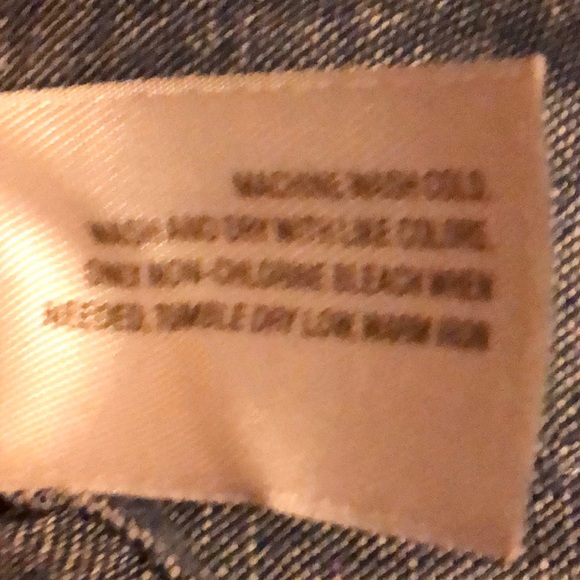 MACHINE WASH COLD.
WASH AND DRY WITH LIKE COLORS.
ONLY NON-CHLORINE BLEACH WHEN
NEEDED. TUMBLE DRY LOW. WARM IRON